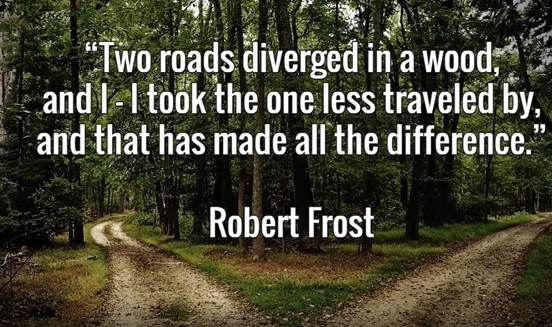 “Two roads diverged in a wood,
and I - I took the one less traveled by,
and that has made all the difference.”
Robert Frost